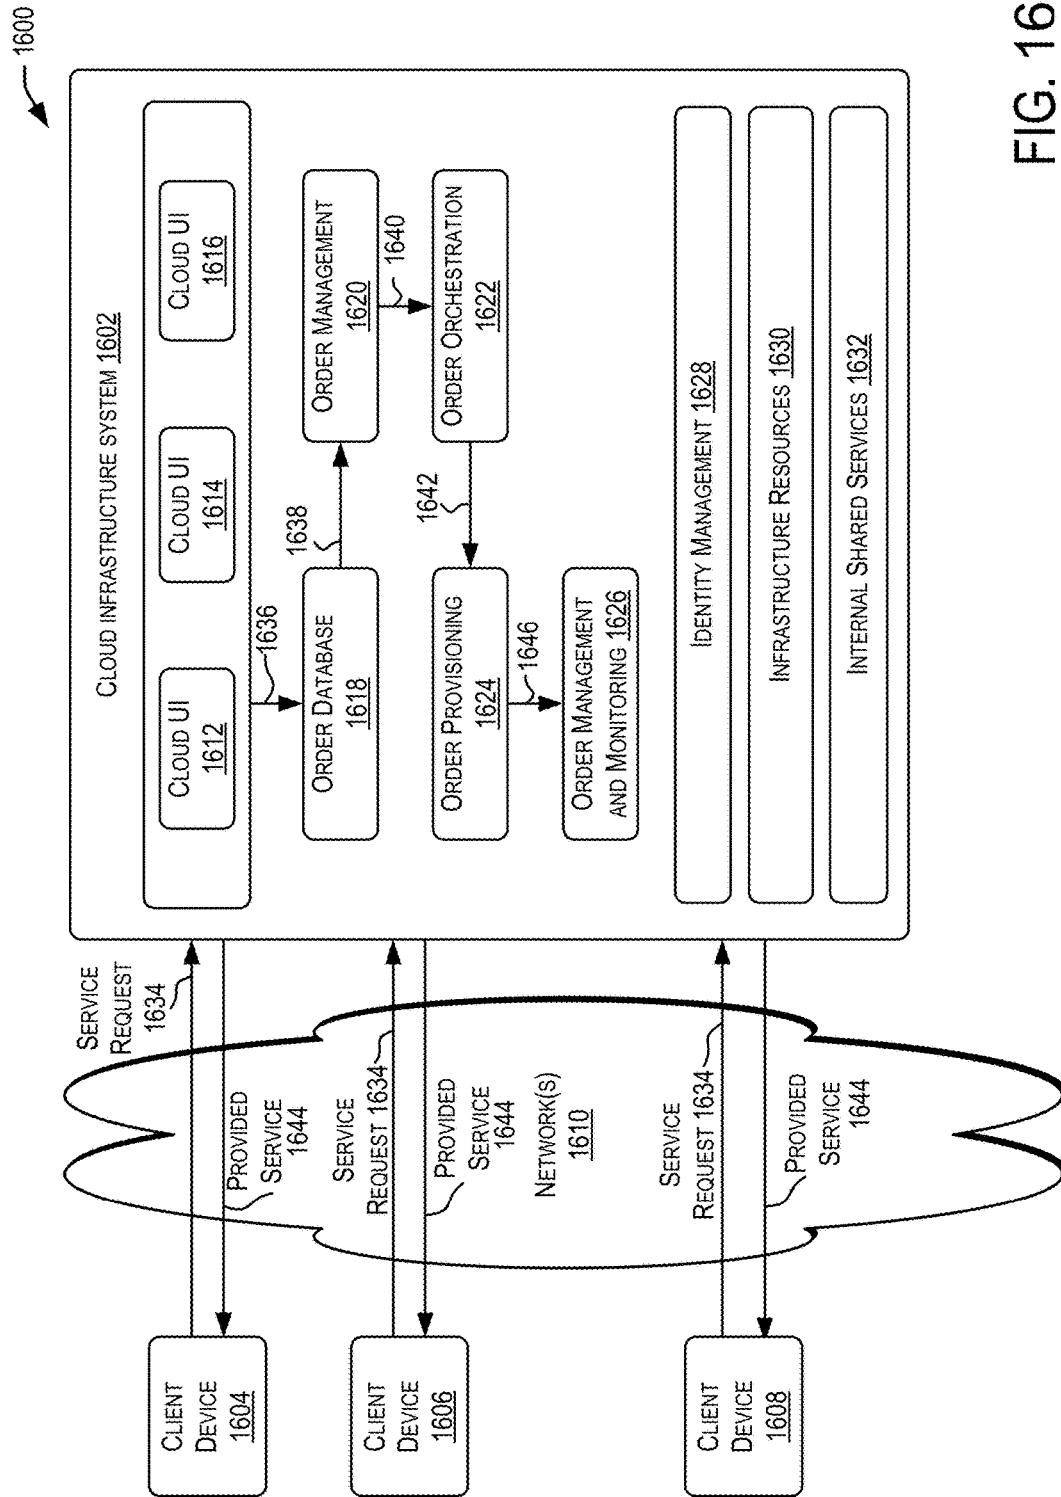 1600
CLOUD INFRASTRUCTURE SYSTEM 1602
CLOUD UI
1612
CLOUD UI
1614
CLOUD UI
1616
1636
ORDER DATABASE
1618
1638
ORDER MANAGEMENT
1620
1640
ORDER ORCHESTRATION
1622
1642
ORDER PROVISIONING
1624
1646
ORDER MANAGEMENT
AND MONITORING 1626
IDENTITY MANAGEMENT 1628
INFRASTRUCTURE RESOURCES 1630
INTERNAL SHARED SERVICES 1632
CLIENT
DEVICE
1604
SERVICE
REQUEST
1634
PROVIDED
SERVICE
1644
CLIENT
DEVICE
1606
SERVICE
REQUEST 1634
PROVIDED
SERVICE
1644
NETWORK(S)
1610
CLIENT
DEVICE
1608
SERVICE
REQUEST 1634
PROVIDED
SERVICE
1644
FIG. 16